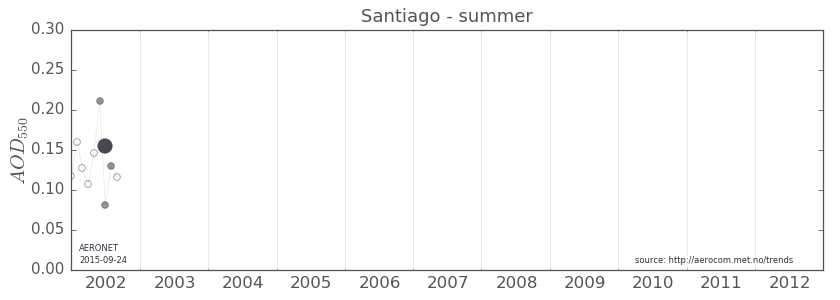 Santiago - summer
0.30
0.25
0.20
0.15
0.10
0.05
0.00
AOD550
AERONET
2015-09-24
source: http://aerocom.met.no/trends
2002 2003 2004 2005 2006 2007 2008 2009 2010 2011 2012